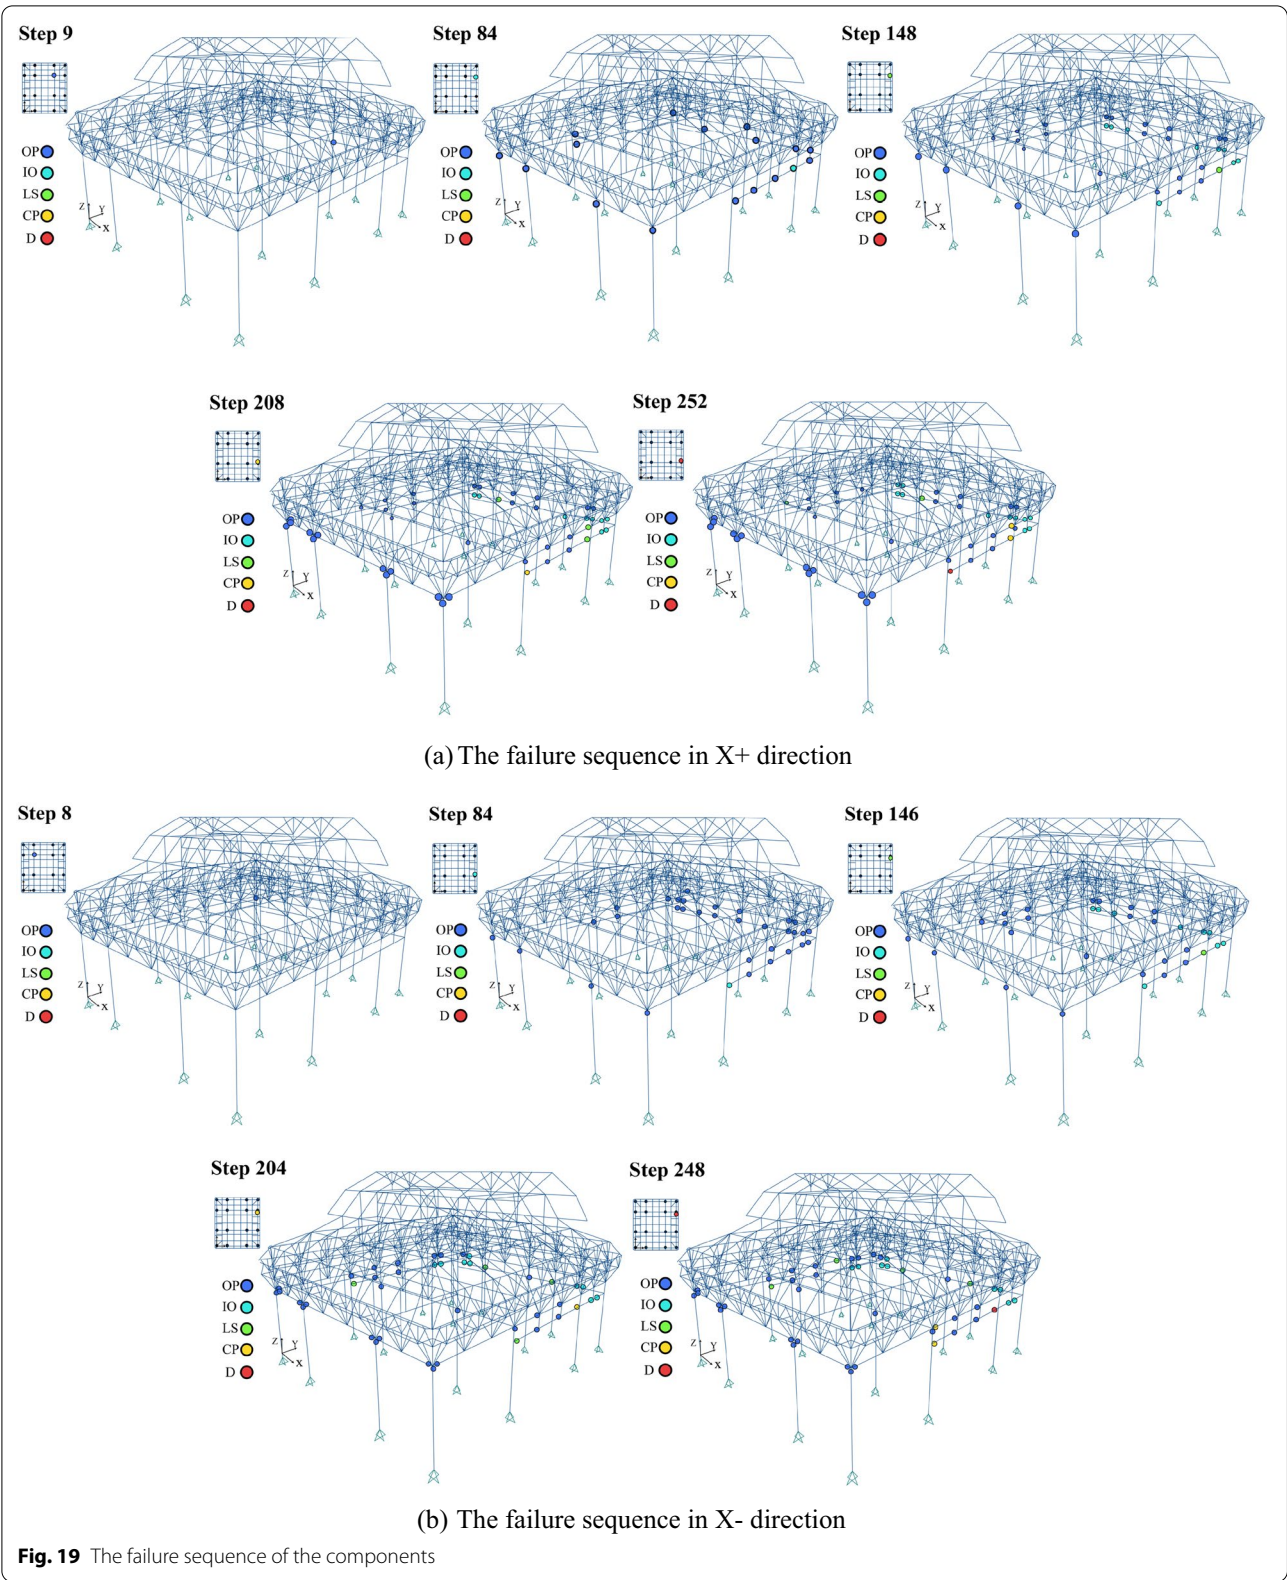 Step 9
Step 84
Step 148
OP
IO
LS
CP
D
Z
Y
X
OP
IO
LS
CP
D
Z
Y
X
OP
IO
LS
CP
D
Z
Y
X
Step 208
Step 252
OP
IO
LS
CP
D
Z
Y
X
OP
IO
LS
CP
D
Z
Y
X
(a) The failure sequence in X+ direction
Step 8
Step 84
Step 146
OP
IO
LS
CP
D
Z
Y
X
OP
IO
LS
CP
D
Z
Y
X
OP
IO
LS
CP
D
Z
Y
X
Step 204
Step 248
OP
IO
LS
CP
D
Z
Y
X
OP
IO
LS
CP
D
Z
Y
X
(b) The failure sequence in X- direction
Fig. 19 The failure sequence of the components